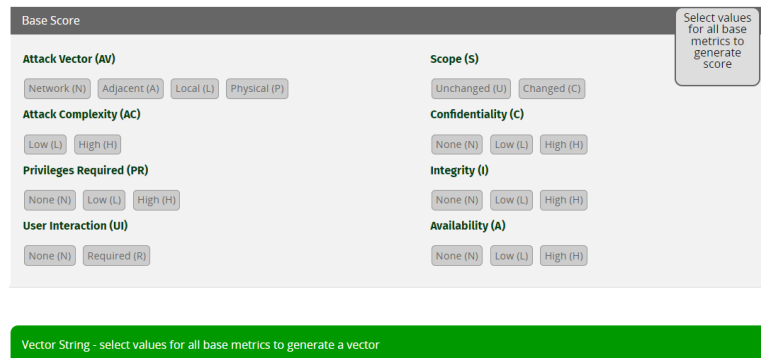 Base Score
Select values
for all base
metrics to
generate
score
Attack Vector (AV)
Network (N) Adjacent (A) Local (L) Physical (P)
Attack Complexity (AC)
Low (L) High (H)
Privileges Required (PR)
None (N) Low (L) High (H)
User Interaction (UI)
None (N) Required (R)
Scope (S)
Unchanged (U) Changed (C)
Confidentiality (C)
None (N) Low (L) High (H)
Integrity (I)
None (N) Low (L) High (H)
Availability (A)
None (N) Low (L) High (H)
Vector String - select values for all base metrics to generate a vector